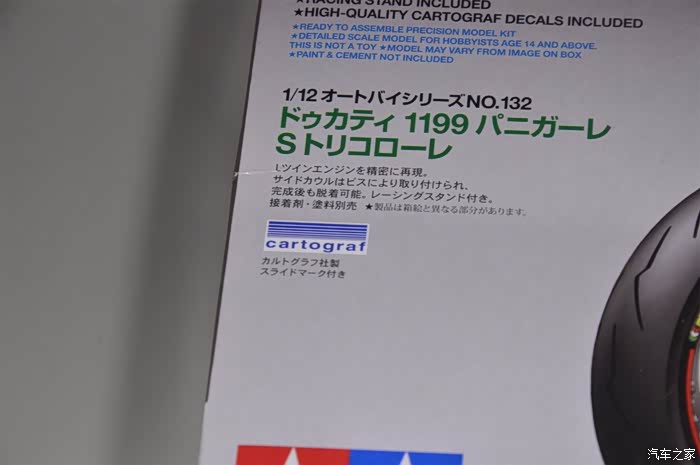 ★RACING STAND INCLUDED
★HIGH-QUALITY CARTOGRAF DECALS INCLUDED
★READY TO ASSEMBLE PRECISION MODEL KIT
★DETAILED SCALE MODEL FOR HOBBYISTS AGE 14 AND ABOVE.
THIS IS NOT A TOY ★MODEL MAY VARY FROM IMAGE ON BOX
★PAINT & CEMENT NOT INCLUDED
1/12 オートバイシリーズNO.132
ドゥカティ 1199 パニガーレ
S トリコローレ
Lツインエンジンを精密に再現。
サイドカウルはビスにより取り付けられ、
完成後も脱着可能。レーシングスタンド付き。
接着剤・塗料別売 ★製品は箱絵と異なる部分があります。
cartograf
カルトグラフ社製
スライドマーク付き
汽车之家